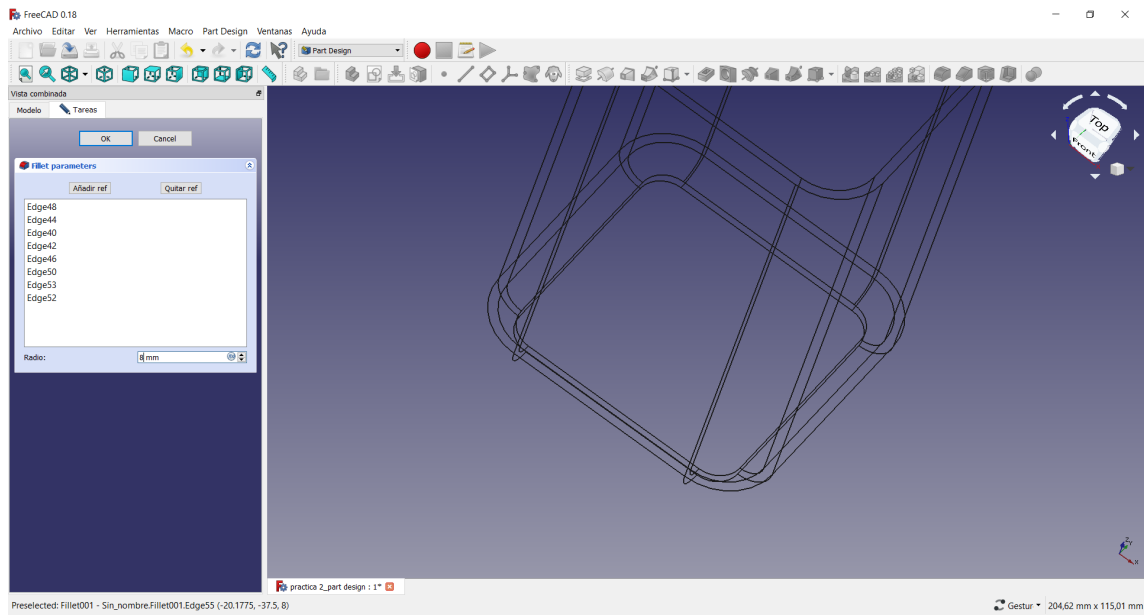 FreeCAD 0.18
Archivo Editar Ver Herramientas Macro Part Design Ventanas Ayuda
Part Design
Vista combinada
Modelo Tareas
OK Cancel
Fillet parameters
Añadir ref Quitar ref
Edge48
Edge44
Edge40
Edge42
Edge46
Edge50
Edge53
Edge52
Radio: 8 mm
Top
Front
Z Y
X
practica 2_part design : 1*
Preselected: Fillet001 - Sin_nombre.Fillet001.Edge55 (-20.1775, -37.5, 8) Gestur 204,62 mm x 115,01 mm